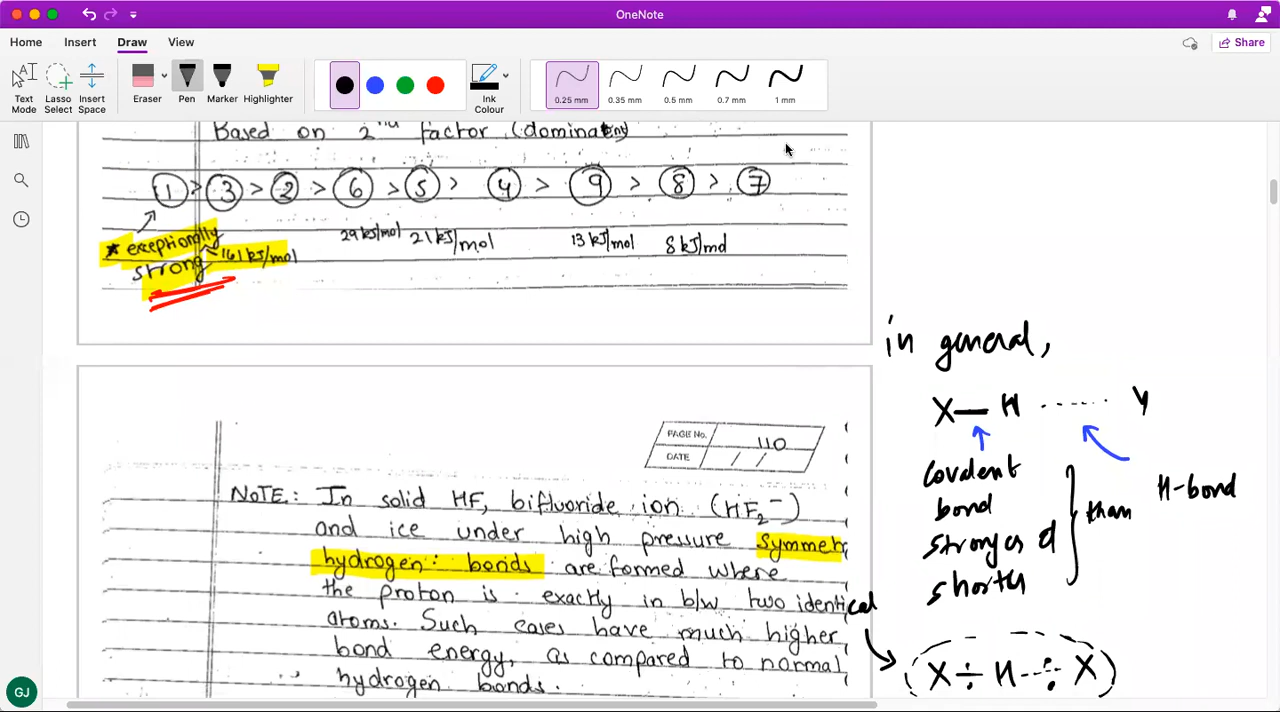 OneNote
Home Insert Draw View
Share
Text Mode
Lasso Select
Insert Space
Eraser
Pen
Marker
Highlighter
Ink Colour
0.25 mm 0.35 mm 0.5 mm 0.7 mm 1 mm
Based on 2nd factor (dominatent)
1 > 3 > 2 > 6 > 5 > 4 > 9 > 8 > 7
29 kJ/mol 21 kJ/mol 13 kJ/mol 8 kJ/mol
* exceptionally
strong ~161 kJ/mol
in general,
X—H ...... Y
covalent
bond
stronger &
shorter
than
H-bond
PAGE No. 110
DATE / /
NOTE: In solid HF, bifluoride ion (HF2-)
and ice under high pressure symmetr
hydrogen bonds are formed where
the proton is exactly in b/w two identical
atoms. Such cases have much higher
bond energy, as compared to normal
hydrogen bonds.
X ÷ H ÷ X
GJ